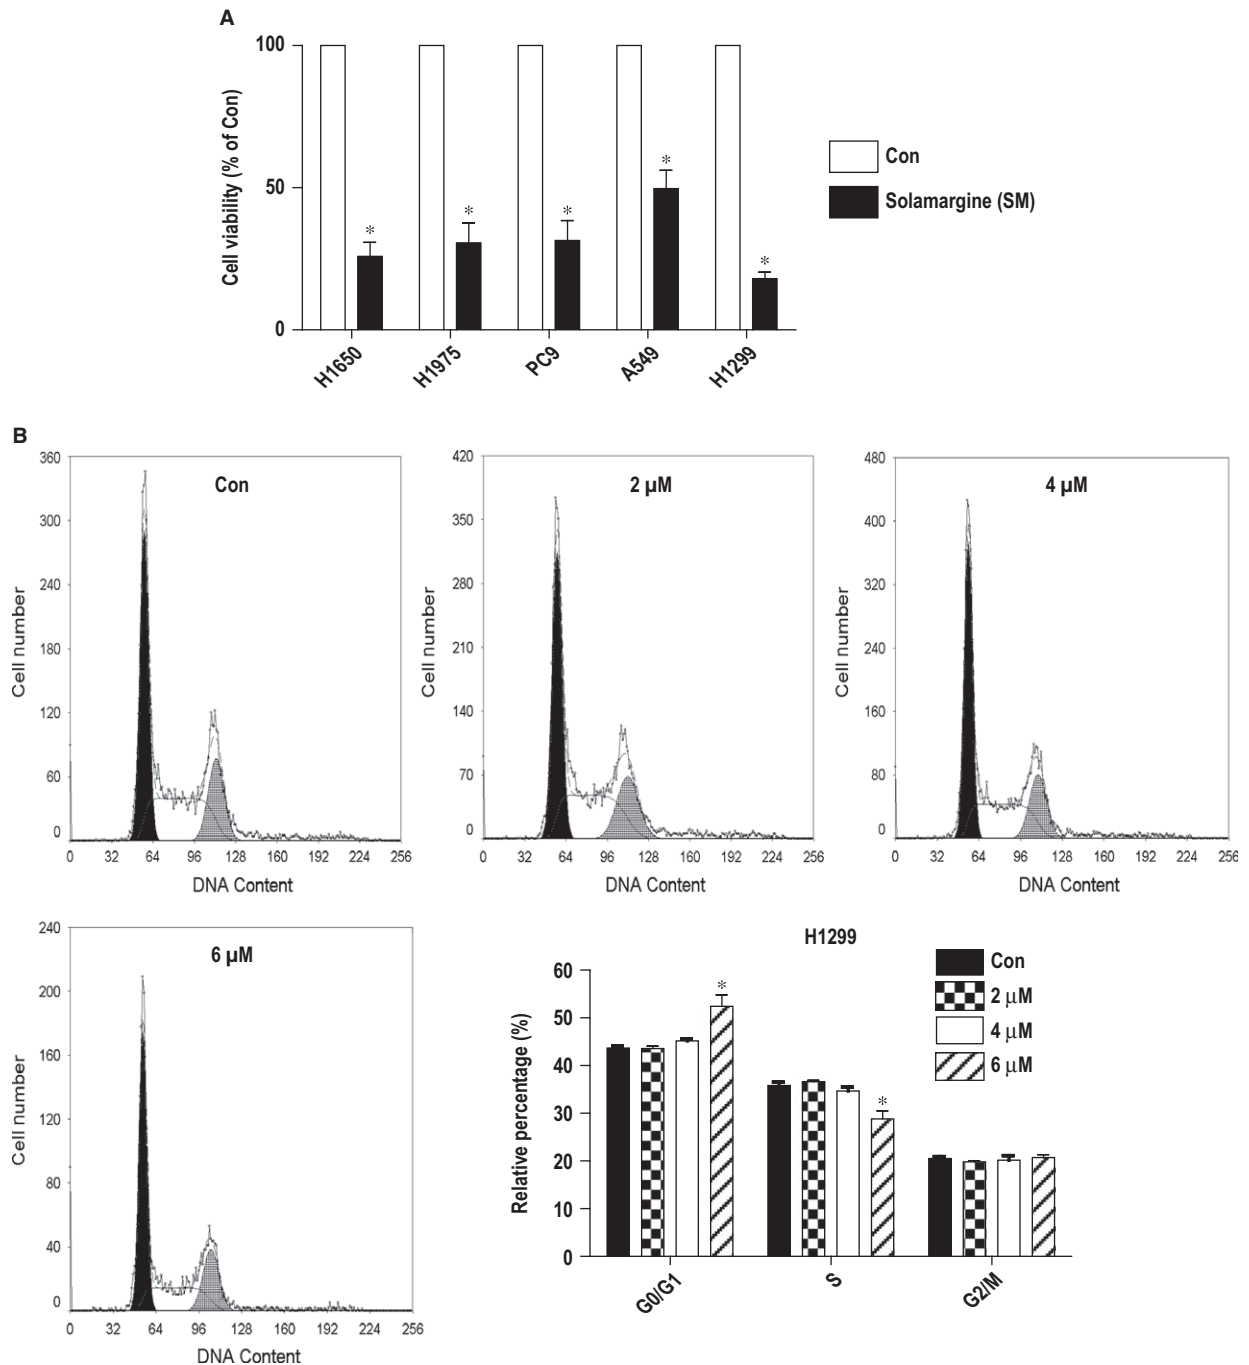 A
Cell viability (% of Con)
100
50
0
H1650
H1975
PC9
A549
H1299
*
*
*
*
*
Con
Solamargine (SM)
B
Con
Cell number
360
300
240
180
120
60
0
0 32 64 96 128 160 192 224 256
DNA Content
2 µM
Cell number
420
350
280
210
140
70
0
0 32 64 96 128 160 192 224 256
DNA Content
4 µM
Cell number
480
400
320
240
160
80
0
0 32 64 96 128 160 192 224 256
DNA Content
6 µM
Cell number
240
200
160
120
80
40
0
0 32 64 96 128 160 192 224 256
DNA Content
H1299
Relative percentage (%)
60
50
40
30
20
10
0
*
*
G0/G1
S
G2/M
Con
2 µM
4 µM
6 µM